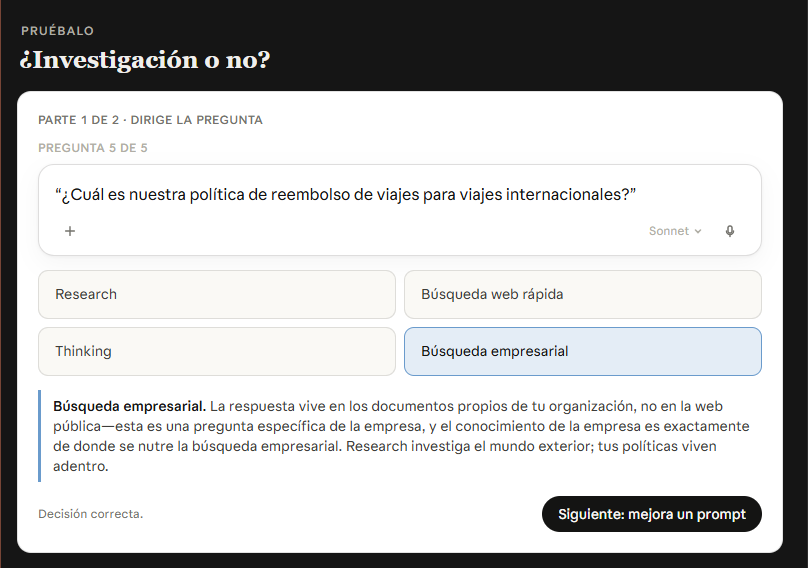 PRUÉBALO
¿Investigación o no?
PARTE 1 DE 2 · DIRIGE LA PREGUNTA
PREGUNTA 5 DE 5
“¿Cuál es nuestra política de reembolso de viajes para viajes internacionales?”
+
Sonnet
Research
Búsqueda web rápida
Thinking
Búsqueda empresarial
Búsqueda empresarial. La respuesta vive en los documentos propios de tu organización, no en la web
pública—esta es una pregunta específica de la empresa, y el conocimiento de la empresa es exactamente
de donde se nutre la búsqueda empresarial. Research investiga el mundo exterior; tus políticas viven
adentro.
Decisión correcta.
Siguiente: mejora un prompt